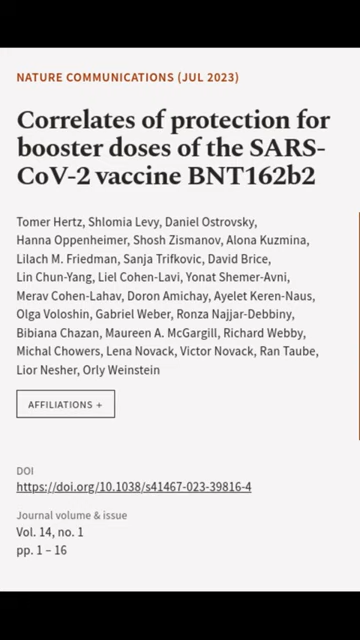 NATURE COMMUNICATIONS (JUL 2023)
Correlates of protection for
booster doses of the SARS-
CoV-2 vaccine BNT162b2
Tomer Hertz, Shlomia Levy, Daniel Ostrovsky,
Hanna Oppenheimer, Shosh Zismanov, Alona Kuzmina,
Lilach M. Friedman, Sanja Trifkovic, David Brice,
Lin Chun-Yang, Liel Cohen-Lavi, Yonat Shemer-Avni,
Merav Cohen-Lahav, Doron Amichay, Ayelet Keren-Naus,
Olga Voloshin, Gabriel Weber, Ronza Najjar-Debbiny,
Bibiana Chazan, Maureen A. McGargill, Richard Webby,
Michal Chowers, Lena Novack, Victor Novack, Ran Taube,
Lior Nesher, Orly Weinstein
AFFILIATIONS +
DOI
https://doi.org/10.1038/s41467-023-39816-4
Journal volume & issue
Vol. 14, no. 1
pp. 1 – 16